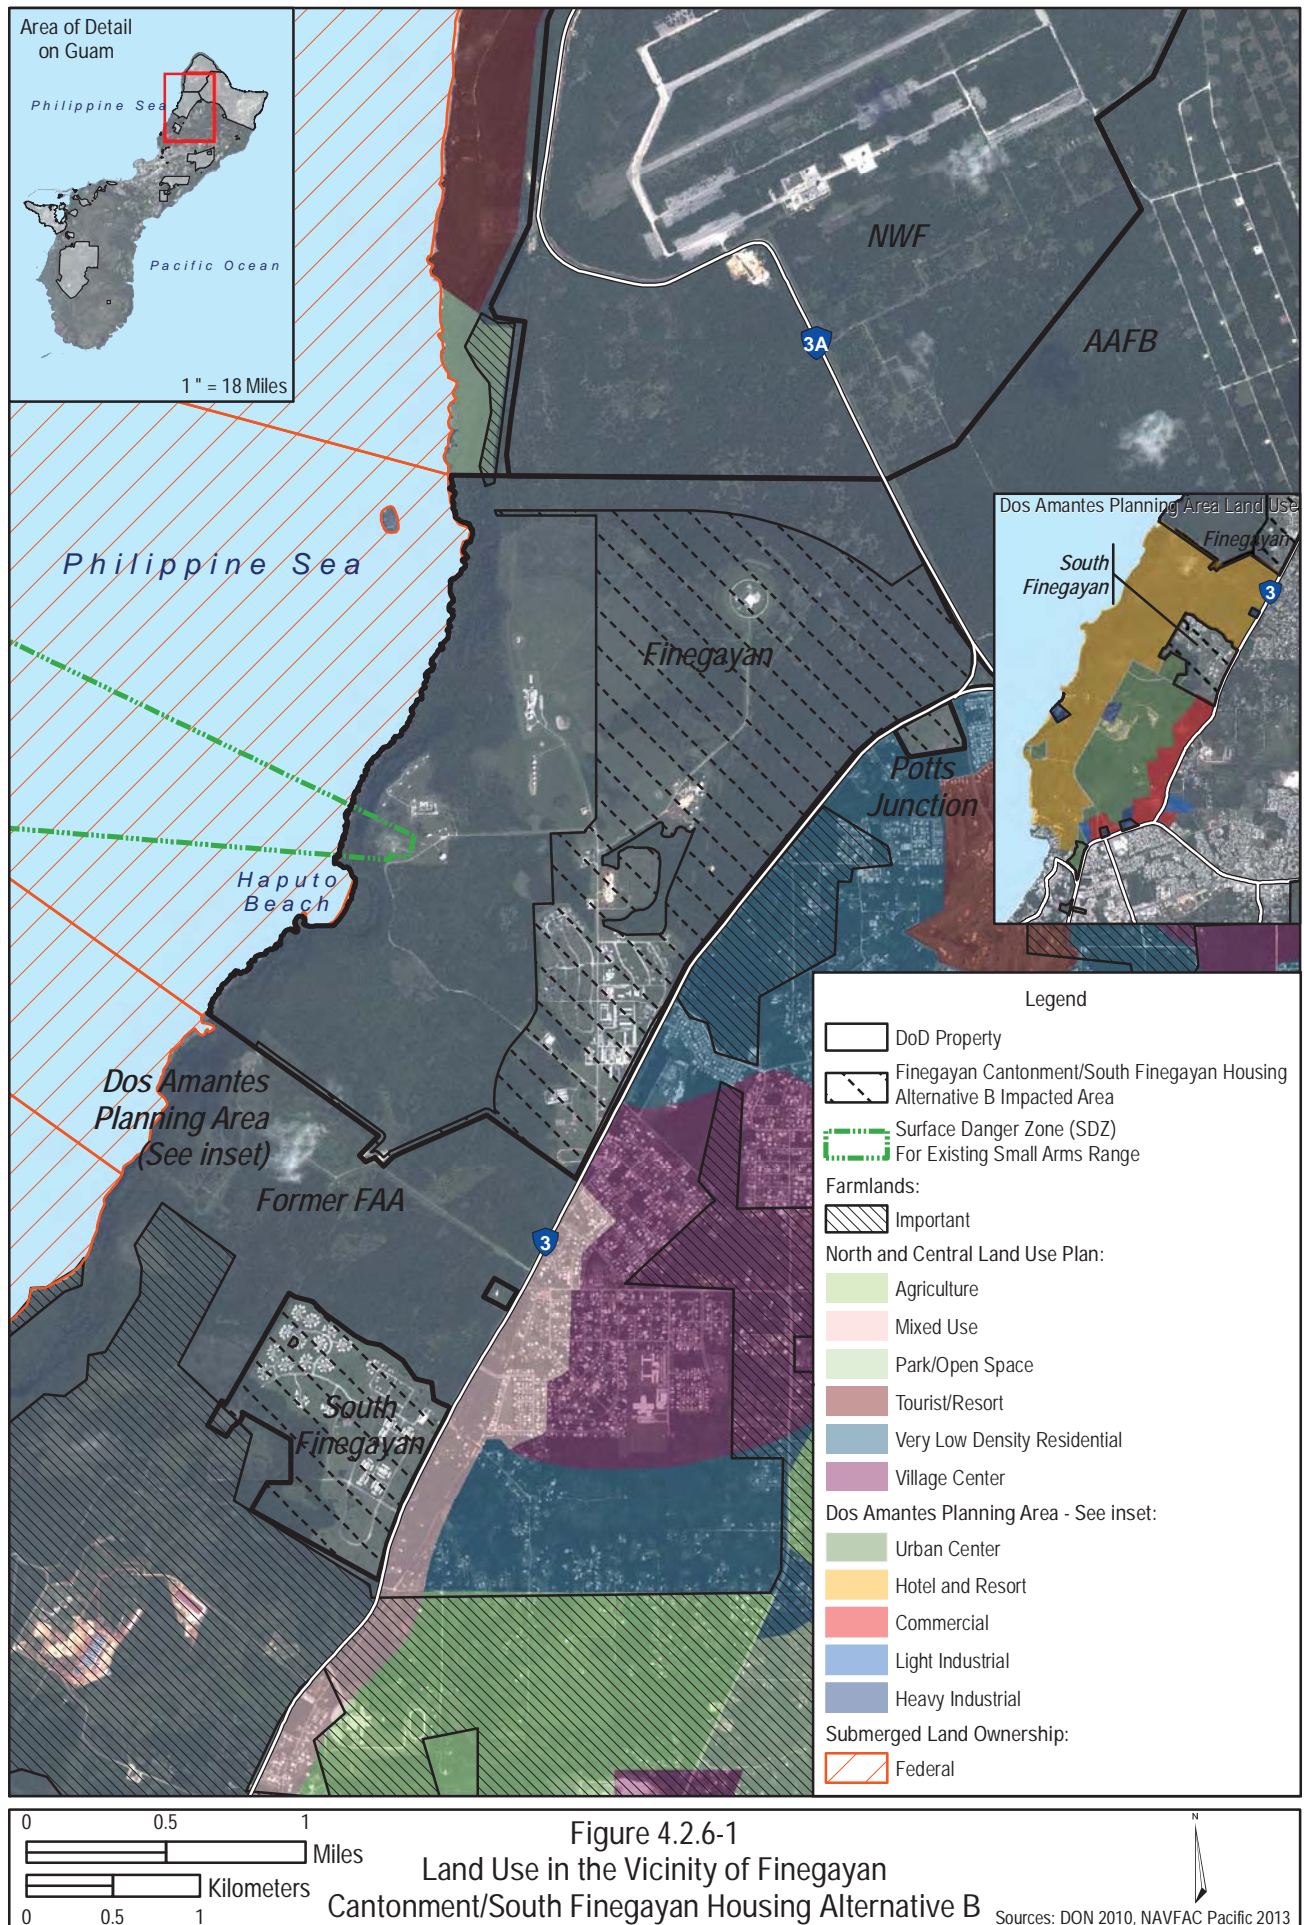 Area of Detail
on Guam
Philippine Sea
Pacific Ocean
1 " = 18 Miles
NWF
3A
AAFB
Philippine Sea
Finegayan
Potts
Junction
Haputo
Beach
Dos Amantes
Planning Area
(See inset)
Former FAA
3
South
Finegayan
Dos Amantes Planning Area Land Use
Finegayan
South
Finegayan
3
Legend
DoD Property
Finegayan Cantonment/South Finegayan Housing
Alternative B Impacted Area
Surface Danger Zone (SDZ)
For Existing Small Arms Range
Farmlands:
Important
North and Central Land Use Plan:
Agriculture
Mixed Use
Park/Open Space
Tourist/Resort
Very Low Density Residential
Village Center
Dos Amantes Planning Area - See inset:
Urban Center
Hotel and Resort
Commercial
Light Industrial
Heavy Industrial
Submerged Land Ownership:
Federal
0 0.5 1
Miles
Kilometers
0 0.5 1
Figure 4.2.6-1
Land Use in the Vicinity of Finegayan
Cantonment/South Finegayan Housing Alternative B
N
Sources: DON 2010, NAVFAC Pacific 2013